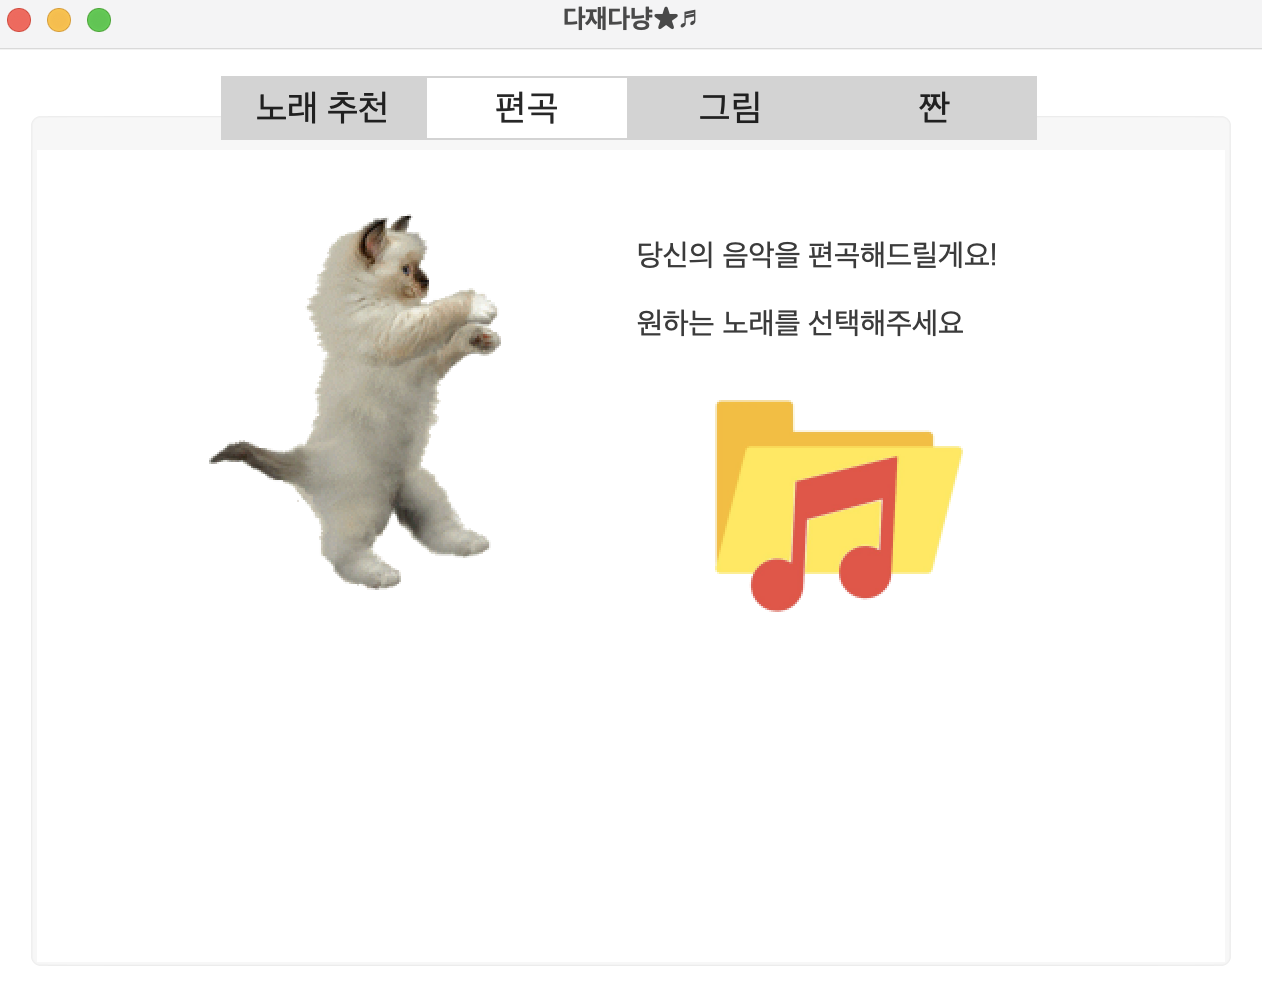 다재다냥★♬
노래 추천
편곡
그림
짠
당신의 음악을 편곡해드릴게요!
원하는 노래를 선택해주세요